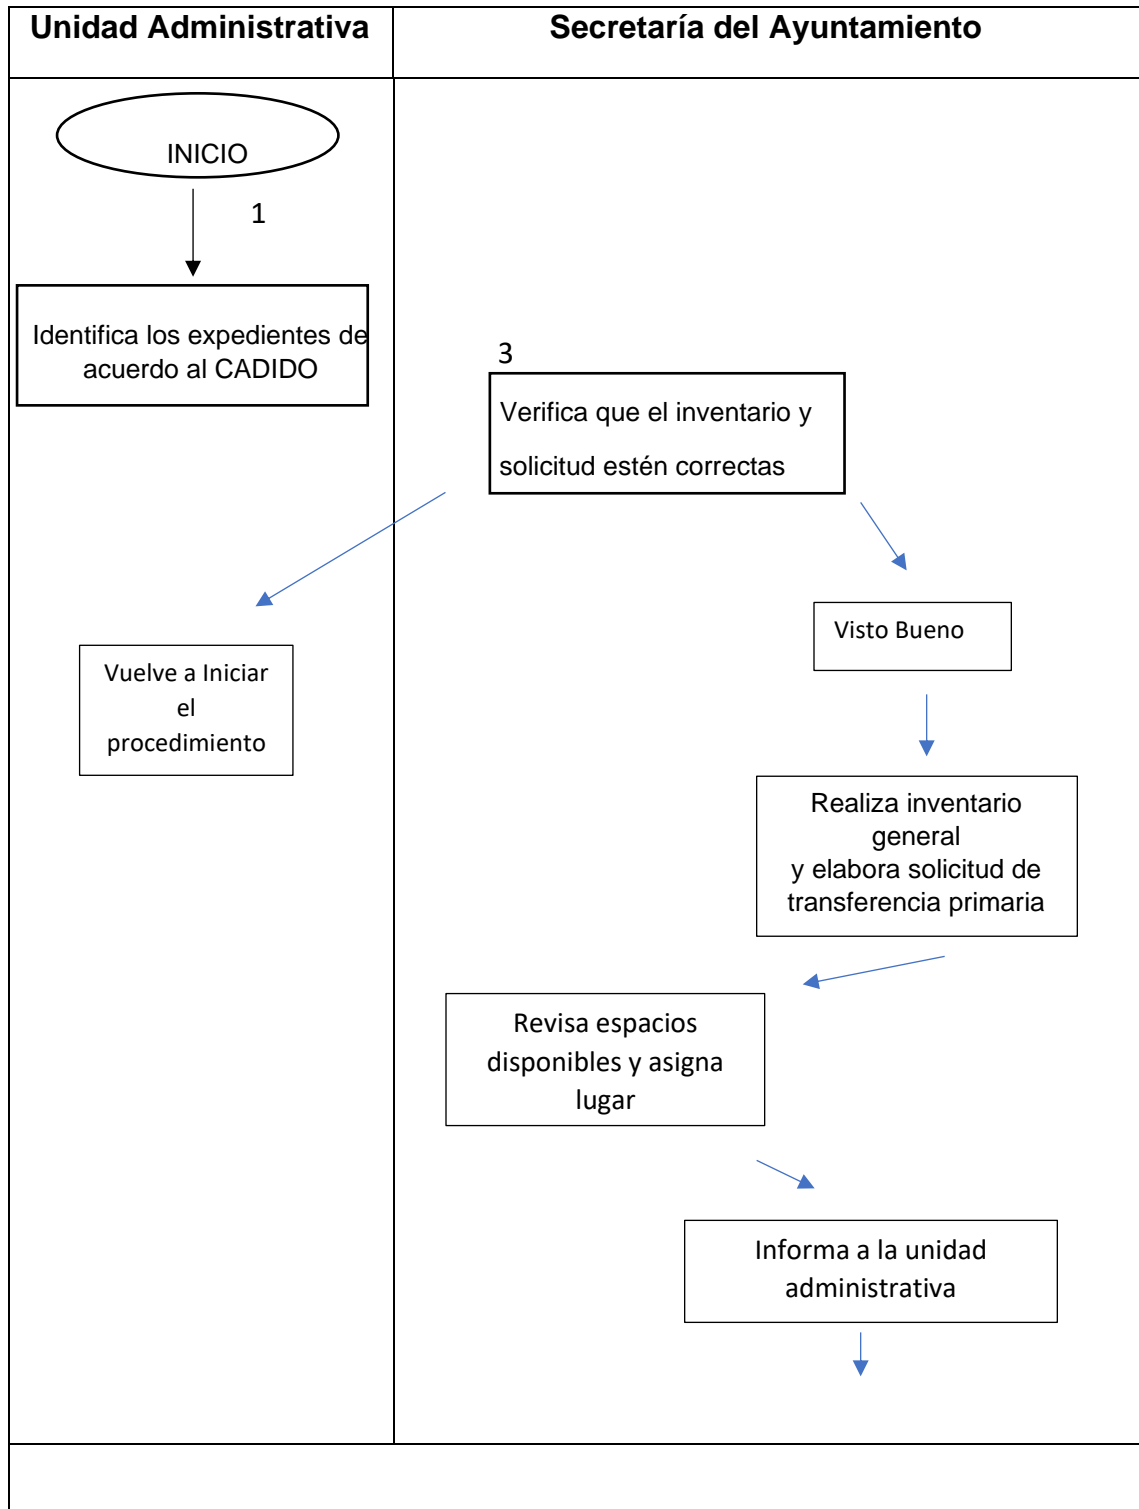 Unidad Administrativa
Secretaría del Ayuntamiento
INICIO
1
Identifica los expedientes de
acuerdo al CADIDO
3
Verifica que el inventario y
solicitud estén correctas
Visto Bueno
Vuelve a Iniciar
el
procedimiento
Realiza inventario
general
y elabora solicitud de
transferencia primaria
Revisa espacios
disponibles y asigna
lugar
Informa a la unidad
administrativa